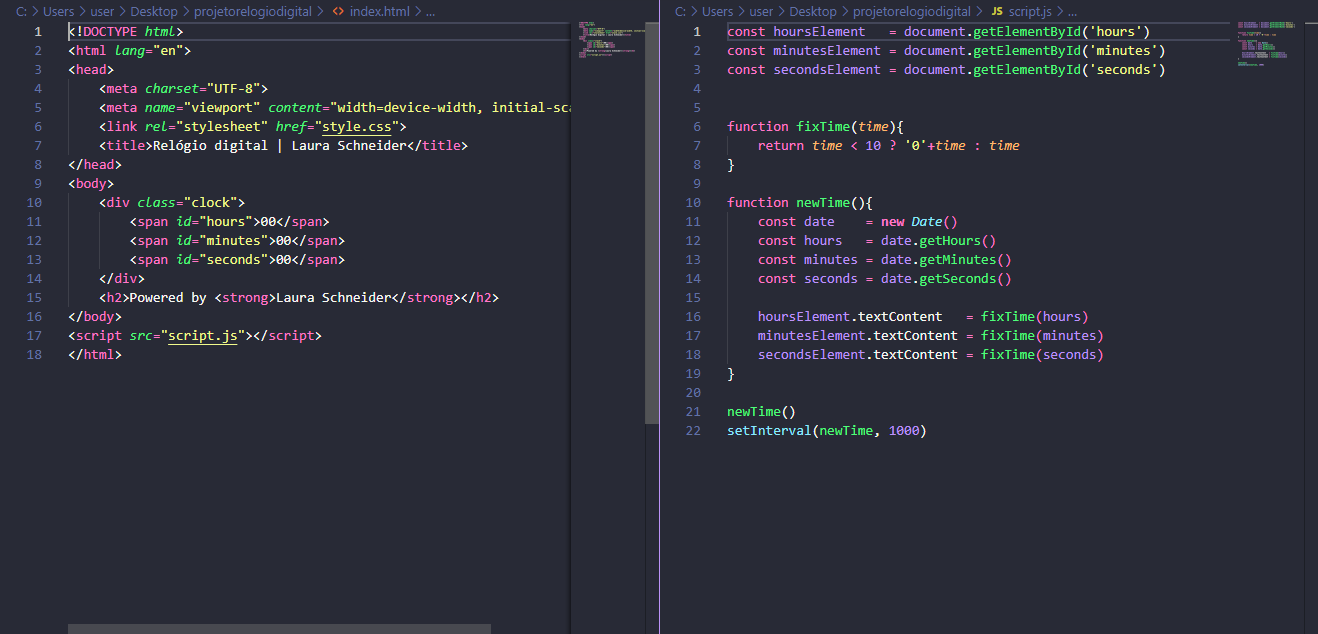 C: > Users > user > Desktop > projetorelogiodigital > <> index.html > ...
1 <!DOCTYPE html>
2 <html lang="en">
3 <head>
4 <meta charset="UTF-8">
5 <meta name="viewport" content="width=device-width, initial-sca
6 <link rel="stylesheet" href="style.css">
7 <title>Relógio digital | Laura Schneider</title>
8 </head>
9 <body>
10 <div class="clock">
11 <span id="hours">00</span>
12 <span id="minutes">00</span>
13 <span id="seconds">00</span>
14 </div>
15 <h2>Powered by <strong>Laura Schneider</strong></h2>
16 </body>
17 <script src="script.js"></script>
18 </html>
C: > Users > user > Desktop > projetorelogiodigital > JS script.js > ...
1 const hoursElement   = document.getElementById('hours')
2 const minutesElement = document.getElementById('minutes')
3 const secondsElement = document.getElementById('seconds')
4
5
6 function fixTime(time){
7 return time < 10 ? '0'+time : time
8 }
9
10 function newTime(){
11 const date    = new Date()
12 const hours   = date.getHours()
13 const minutes = date.getMinutes()
14 const seconds = date.getSeconds()
15
16 hoursElement.textContent   = fixTime(hours)
17 minutesElement.textContent = fixTime(minutes)
18 secondsElement.textContent = fixTime(seconds)
19 }
20
21 newTime()
22 setInterval(newTime, 1000)